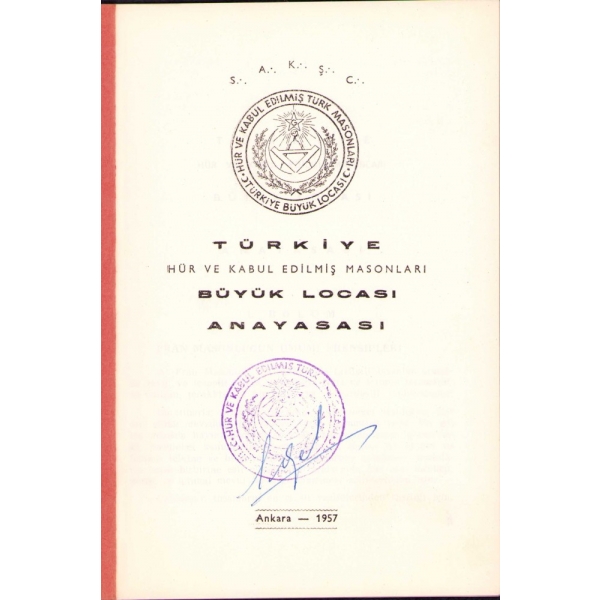 S.·. A.·. K.·. Ş.·. C.·.
HÜR VE KABUL EDİLMİŞ TÜRK MASONLARI
TÜRKİYE BÜYÜK LOCASI
TÜRKİYE
HÜR VE KABUL EDİLMİŞ MASONLARI
BÜYÜK LOCASI
ANAYASASI
HÜR VE KABUL EDİLMİŞ TÜRK
Ankara — 1957